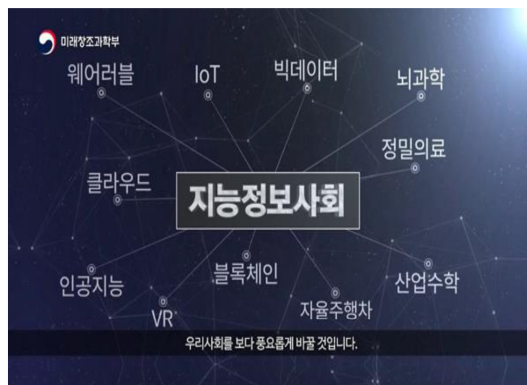 미래창조과학부
웨어러블
IoT
빅데이터
뇌과학
정밀의료
클라우드
지능정보사회
인공지능
VR
블록체인
자율주행차
산업수학
우리사회를 보다 풍요롭게 바꿀 것입니다.